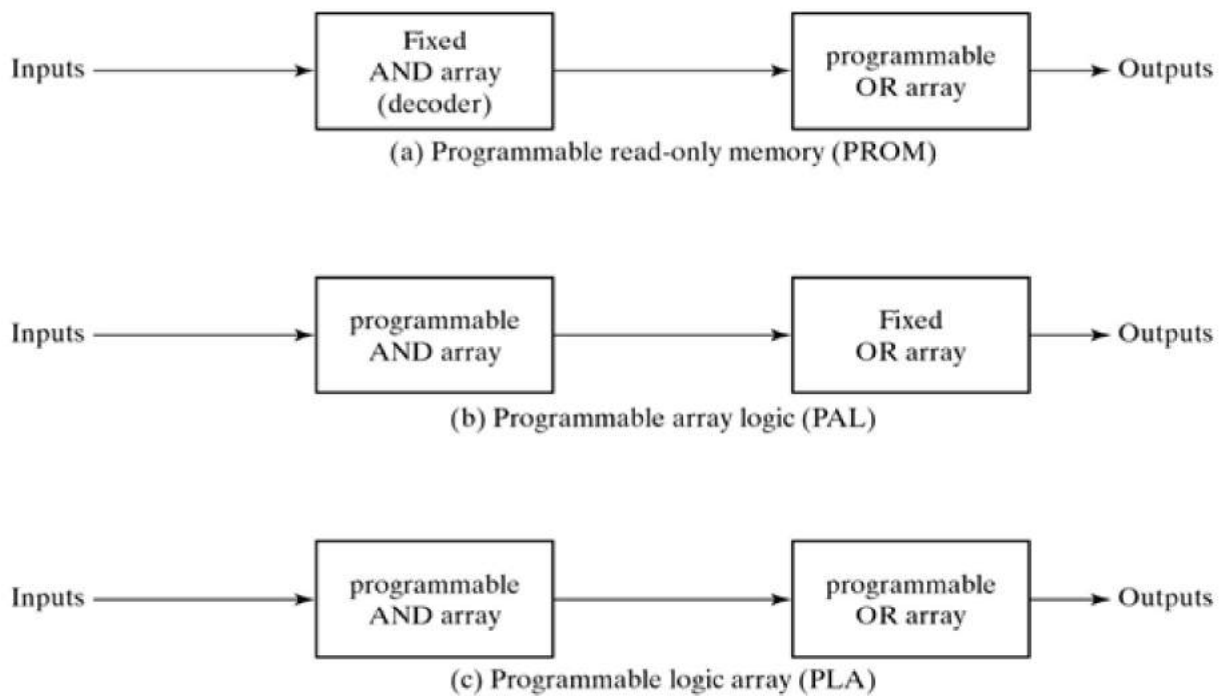 Inputs
Fixed
AND array
(decoder)
programmable
OR array
Outputs
(a) Programmable read-only memory (PROM)
Inputs
programmable
AND array
Fixed
OR array
Outputs
(b) Programmable array logic (PAL)
Inputs
programmable
AND array
programmable
OR array
Outputs
(c) Programmable logic array (PLA)